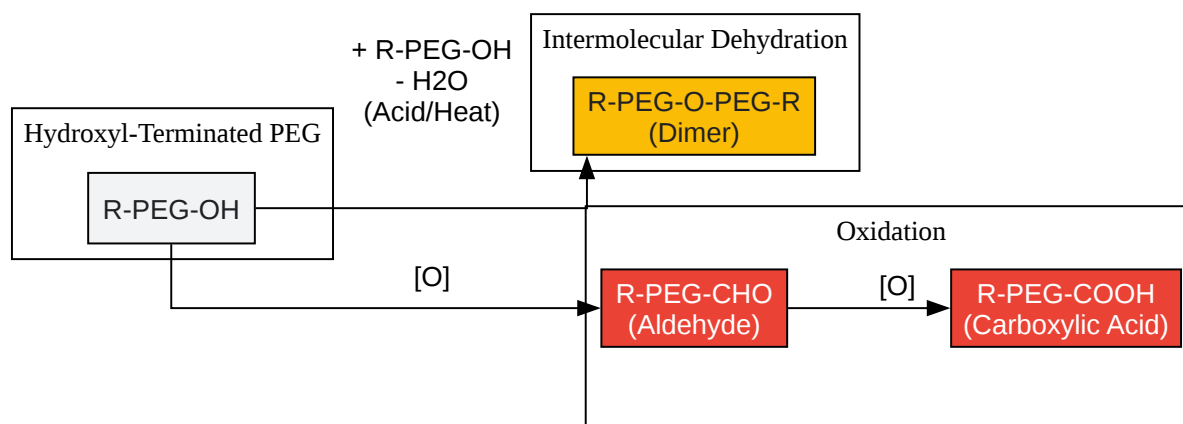 + R-PEG-OH
- H2O
(Acid/Heat)
Intermolecular Dehydration
R-PEG-O-PEG-R
(Dimer)
Hydroxyl-Terminated PEG
R-PEG-OH
Oxidation
[O]
R-PEG-CHO
(Aldehyde)
[O]
R-PEG-COOH
(Carboxylic Acid)